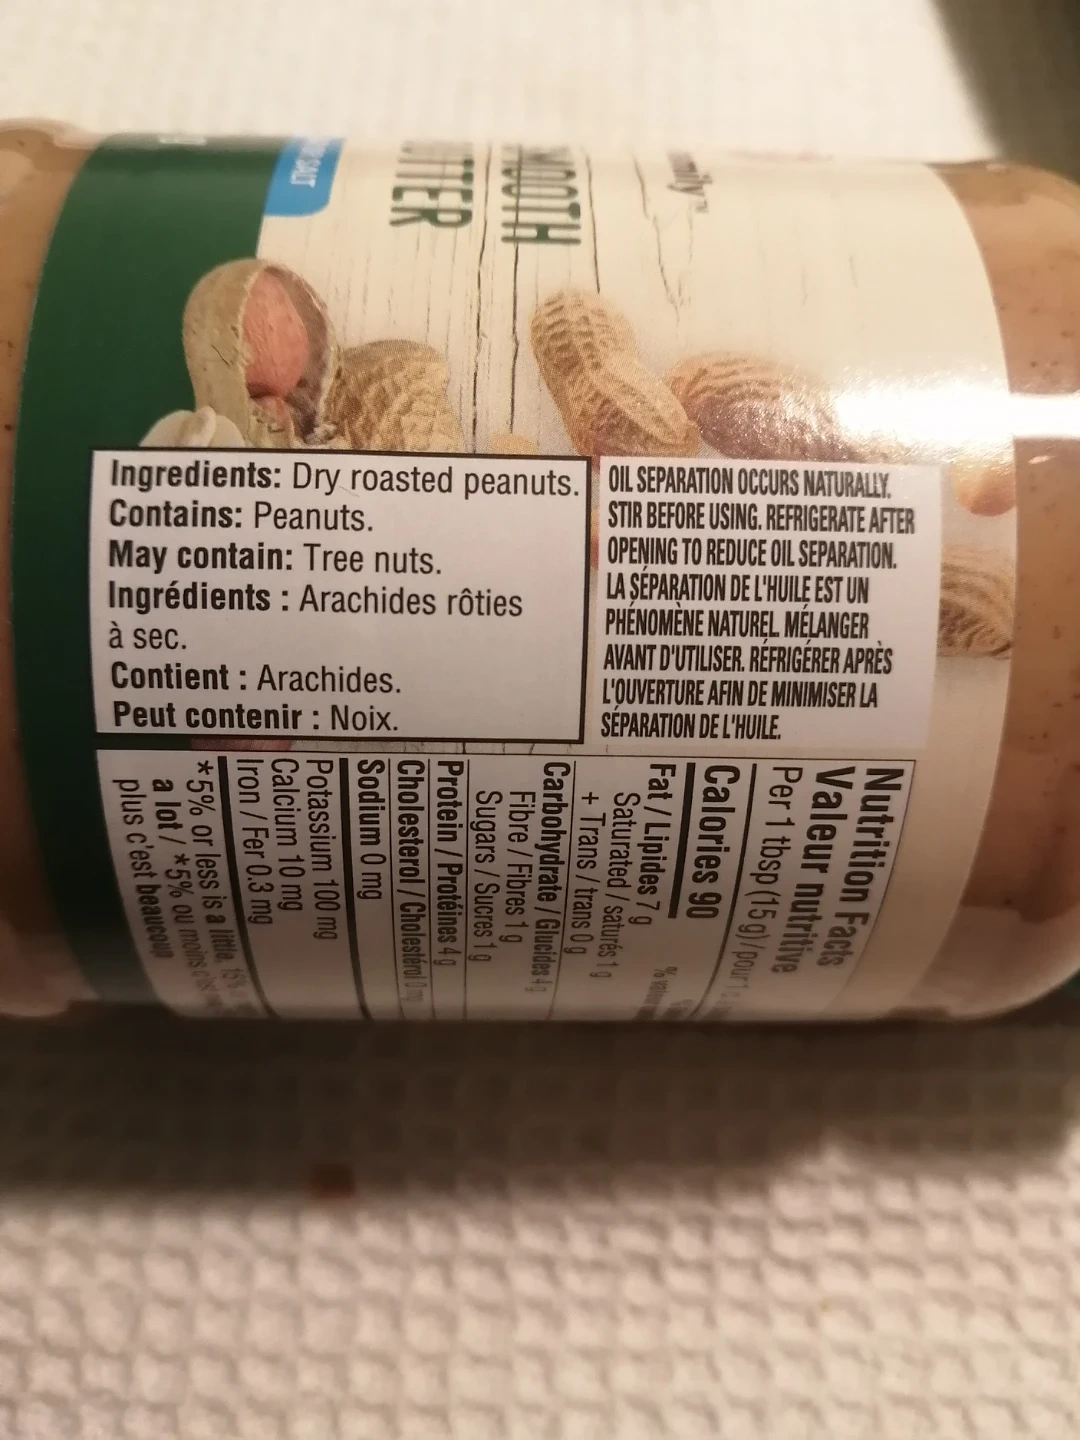 SALT
SMOOTH
Ingredients: Dry roasted peanuts.
Contains: Peanuts.
May contain: Tree nuts.
Ingrédients : Arachides rôties
à sec.
Contient : Arachides.
Peut contenir : Noix.
OIL SEPARATION OCCURS NATURALLY.
STIR BEFORE USING. REFRIGERATE AFTER
OPENING TO REDUCE OIL SEPARATION.
LA SÉPARATION DE L'HUILE EST UN
PHÉNOMÈNE NATUREL. MÉLANGER
AVANT D'UTILISER. RÉFRIGÉRER APRÈS
L'OUVERTURE AFIN DE MINIMISER LA
SÉPARATION DE L'HUILE.
Nutrition Facts
Valeur nutritive
Per 1 tbsp (15 g) / pour 1
Calories 90
Fat / Lipides 7 g
Saturated / saturés 1 g
+ Trans / trans 0 g
Carbohydrate / Glucides 4 g
Fibre / Fibres 1 g
Sugars / Sucres 1 g
Protein / Protéines 4 g
Cholesterol / Cholestérol 0 mg
Sodium 0 mg
Potassium 100 mg
Calcium 10 mg
Iron / Fer 0.3 mg
*5% or less is a little, 15%
a lot / *5% ou moins c'est
plus c'est beaucoup